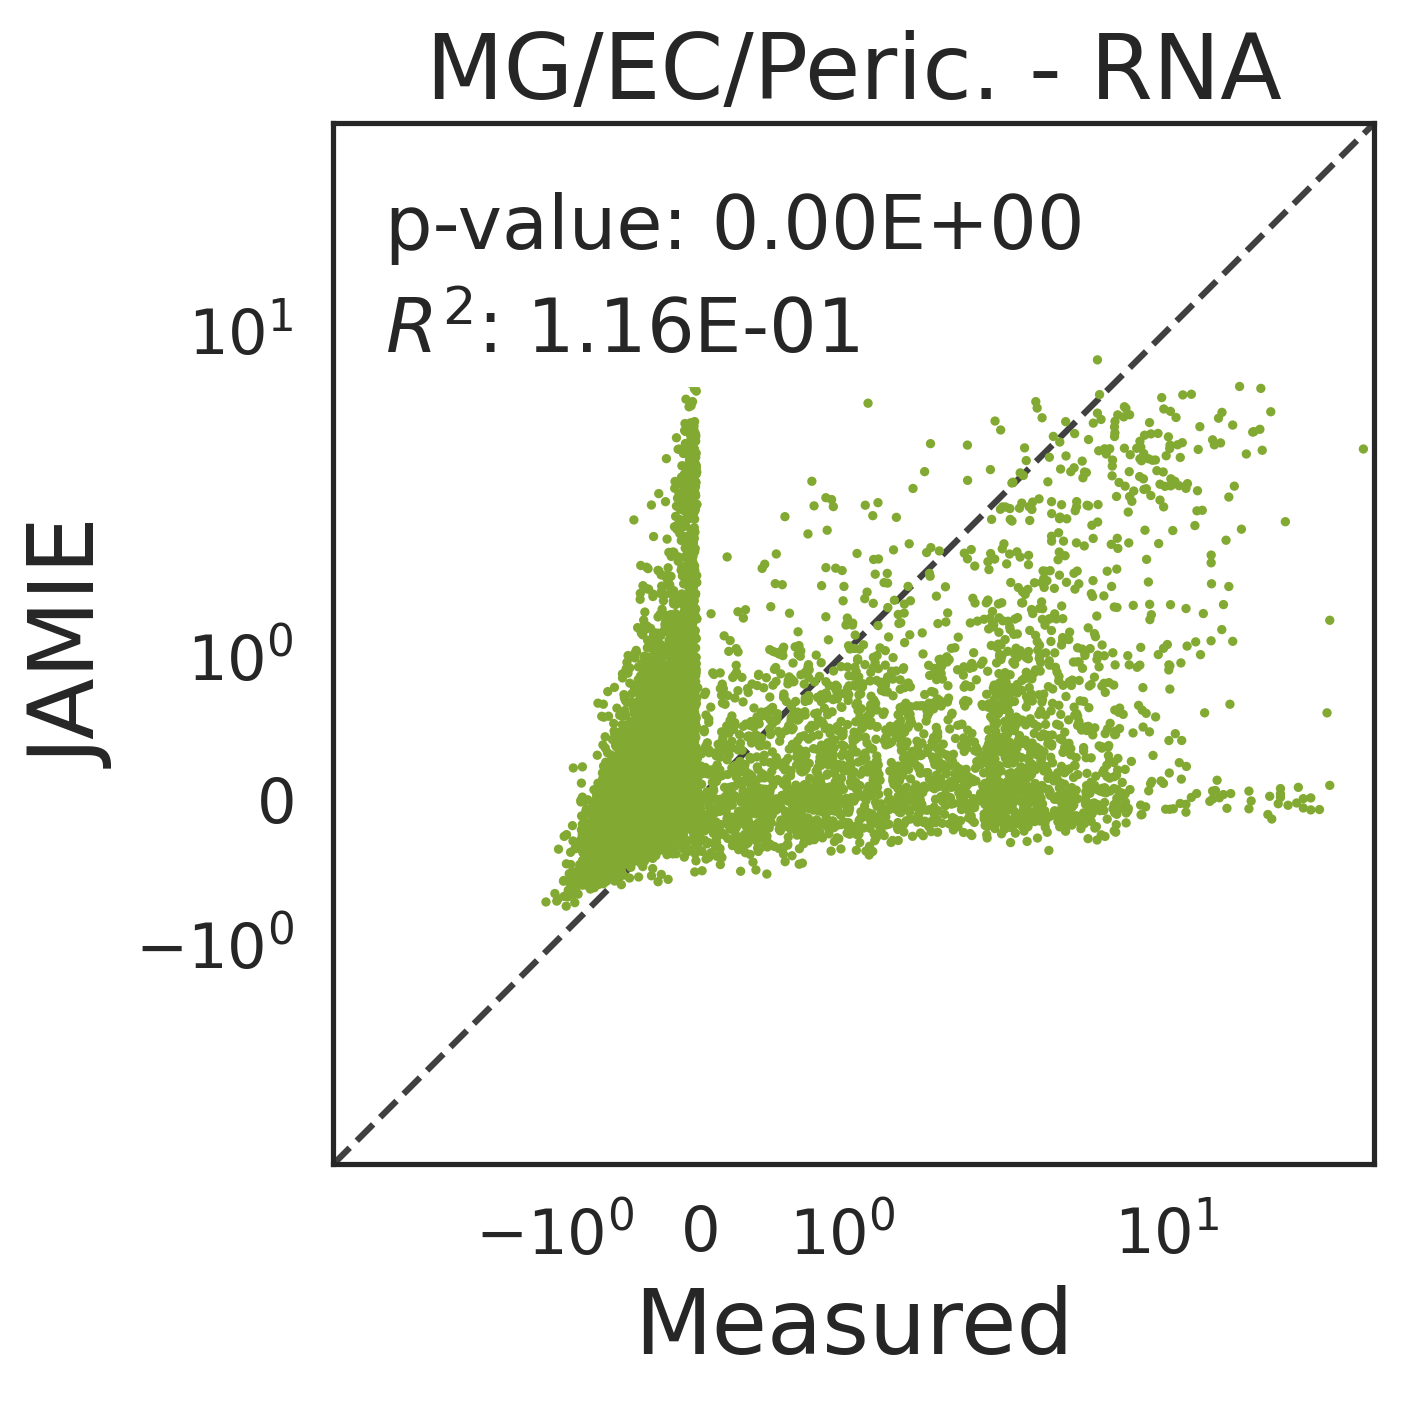 MG/EC/Peric. - RNA
p-value: 0.00E+00
R²: 1.16E-01
JAMIE
10¹
10⁰
0
−10⁰
−10⁰ 0 10⁰ 10¹
Measured